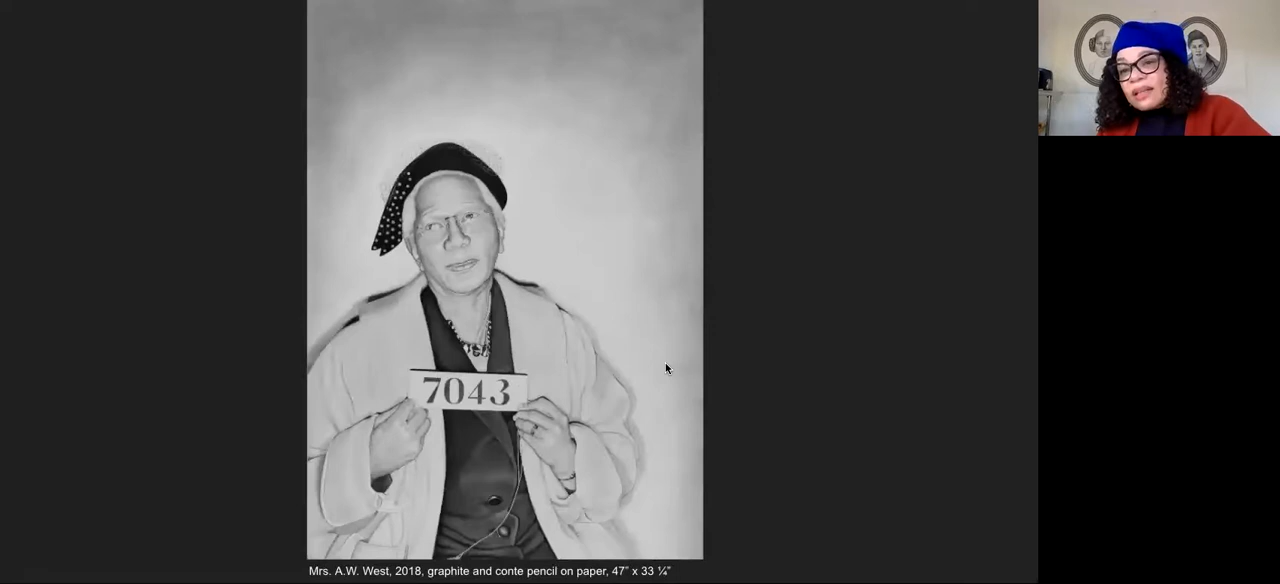 7043
Mrs. A.W. West, 2018, graphite and conte pencil on paper, 47” x 33 ¼”